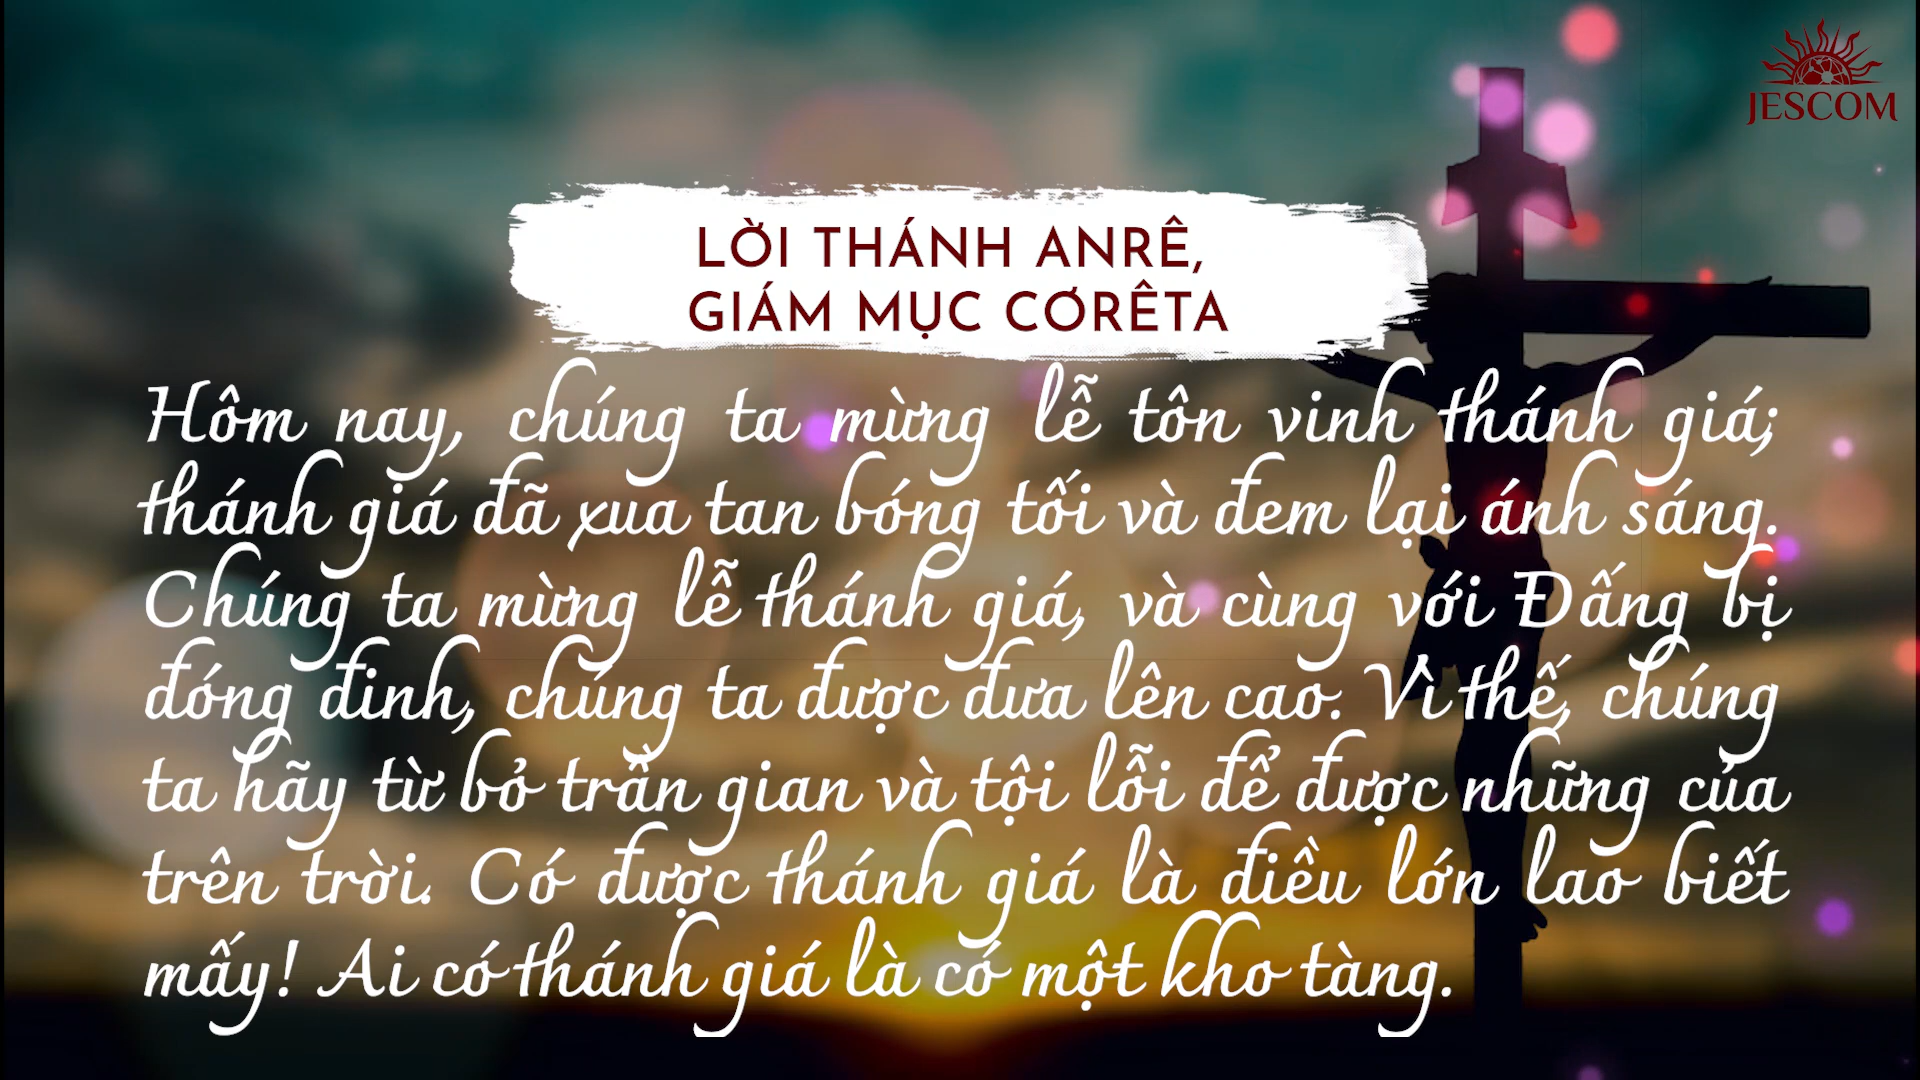 JESCOM
LỜI THÁNH ANRÊ,
GIÁM MỤC CƠRÊTA
Hôm nay, chúng ta mừng lễ tôn vinh thánh giá;
thánh giá đã xua tan bóng tối và đem lại ánh sáng.
Chúng ta mừng lễ thánh giá, và cùng với Đấng bị
đóng đinh, chúng ta được đưa lên cao. Vì thế, chúng
ta hãy từ bỏ trần gian và tội lỗi để được những của
trên trời. Có được thánh giá là điều lớn lao biết
mấy! Ai có thánh giá là có một kho tàng.